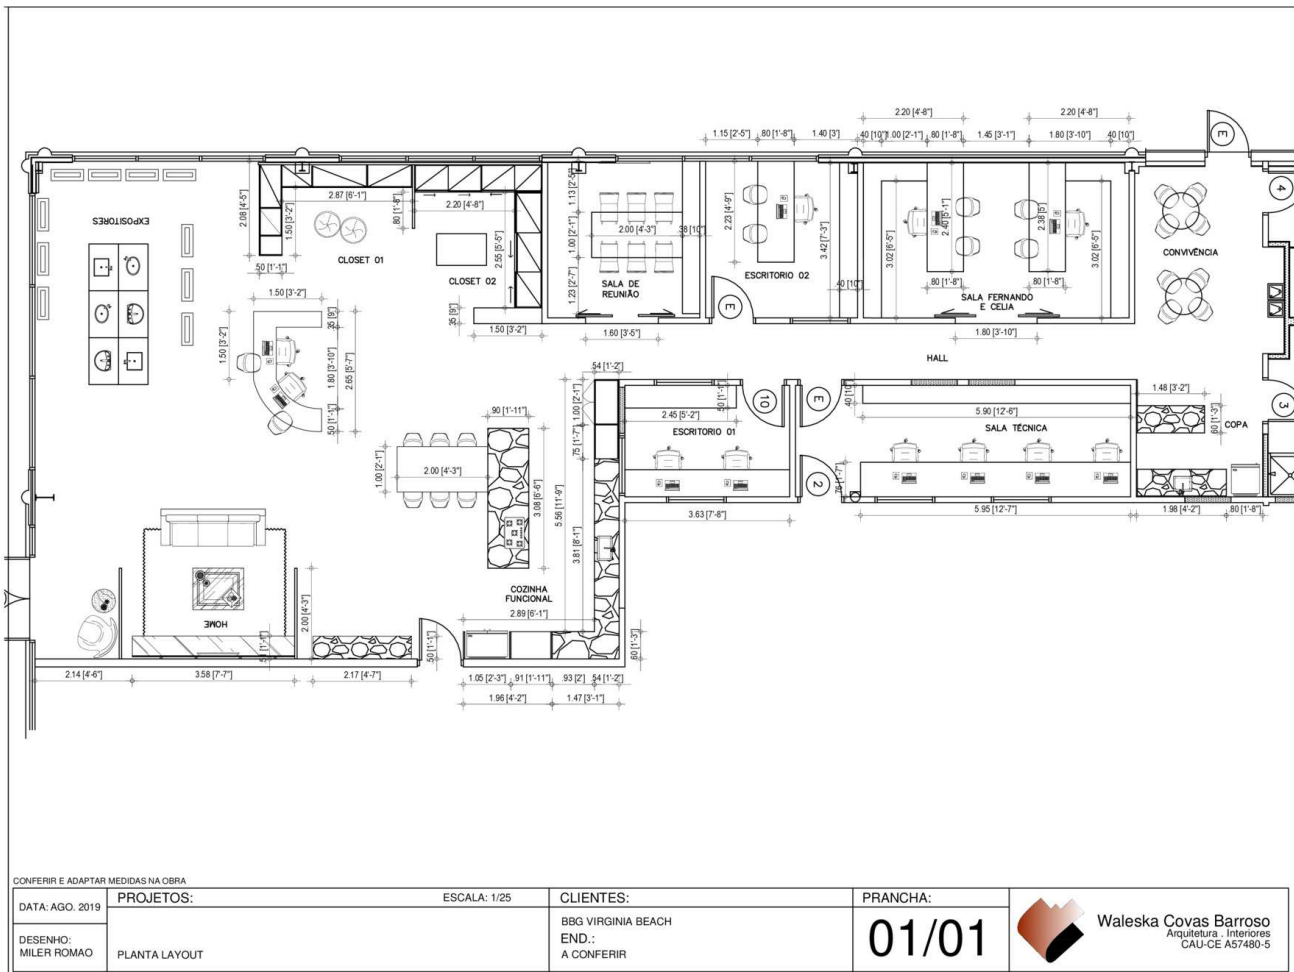 2.20 [4'-8"]
2.20 [4'-8"]
1.15 [2'-5"]
.80 [1'-8"]
1.40 [3']
.40 [10"]
1.00 [2'-1"]
.80 [1'-8"]
1.45 [3'-1"]
1.80 [3'-10"]
.40 [10"]
E
4
EXPOSITORES
2.08 [4'-5"]
1.50 [3'-2"]
2.87 [6'-1"]
.80 [1'-8"]
2.20 [4'-8"]
CLOSET 01
.50 [1'-1"]
CLOSET 02
2.55 [5'-5"]
.35 [9"]
1.50 [3'-2"]
1.13 [2'-5"]
1.00 [2'-1"]
1.23 [2'-7"]
2.00 [4'-3"]
.38 [10"]
SALA DE
REUNIÃO
1.60 [3'-5"]
2.23 [4'-9"]
3.42 [7'-3"]
ESCRITORIO 02
.40 [10"]
E
3.02 [6'-5"]
2.40 [5'-1"]
2.38 [5']
3.02 [6'-5"]
.80 [1'-8"]
.80 [1'-8"]
SALA FERNANDO
E CELIA
1.80 [3'-10"]
CONVIVÊNCIA
HALL
1.50 [3'-2"]
1.50 [3'-2"]
.35 [9"]
1.80 [3'-10"]
2.65 [5'-7"]
.50 [1'-1"]
.54 [1'-2"]
1.00 [2'-1"]
.75 [1'-7"]
.90 [1'-11"]
1.00 [2'-1"]
2.00 [4'-3"]
3.08 [6'-6"]
5.56 [11'-9"]
3.81 [8'-1"]
.50 [1'-1"]
2.45 [5'-2"]
ESCRITORIO 01
10
E
2
3.63 [7'-8"]
.40 [10"]
5.90 [12'-6"]
SALA TÉCNICA
.76 [1'-7"]
5.95 [12'-7"]
1.48 [3'-2"]
.60 [1'-3"]
COPA
3
1.98 [4'-2"]
.80 [1'-8"]
COZINHA
FUNCIONAL
2.89 [6'-1"]
HOME
2.00 [4'-3"]
.50 [1'-1"]
.60 [1'-3"]
2.14 [4'-6"]
3.58 [7'-7"]
2.17 [4'-7"]
1.05 [2'-3"]
.91 [1'-11"]
.93 [2']
.54 [1'-2"]
1.96 [4'-2"]
1.47 [3'-1"]
CONFERIR E ADAPTAR MEDIDAS NA OBRA
DATA: AGO. 2019
DESENHO:
MILER ROMAO
PROJETOS:
ESCALA: 1/25
PLANTA LAYOUT
CLIENTES:
BBG VIRGINIA BEACH
END.:
A CONFERIR
PRANCHA:
01/01
Waleska Covas Barroso
Arquitetura . Interiores
CAU-CE A57480-5